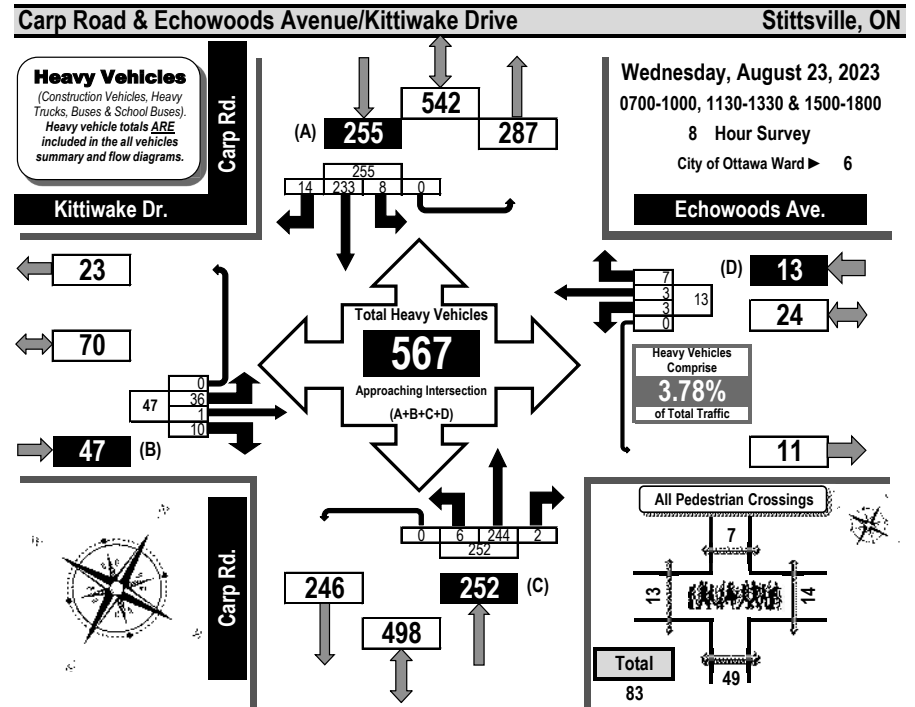 Carp Road & Echowoods Avenue/Kittiwake Drive
Stittsville, ON
Heavy Vehicles
(Construction Vehicles, Heavy
Trucks, Buses & School Buses).
Heavy vehicle totals ARE
included in the all vehicles
summary and flow diagrams.
Carp Rd.
Kittiwake Dr.
(A)
255
542
287
255
14 233 8 0
Wednesday, August 23, 2023
0700-1000, 1130-1330 & 1500-1800
8 Hour Survey
City of Ottawa Ward ► 6
Echowoods Ave.
23
70
47
0
36
1
10
47
(B)
Total Heavy Vehicles
567
Approaching Intersection
(A+B+C+D)
7
3
3
0
13
(D)
13
24
Heavy Vehicles
Comprise
3.78%
of Total Traffic
11
0 6 244 2
252
246
252
(C)
498
Carp Rd.
All Pedestrian Crossings
7
13
14
49
Total
83